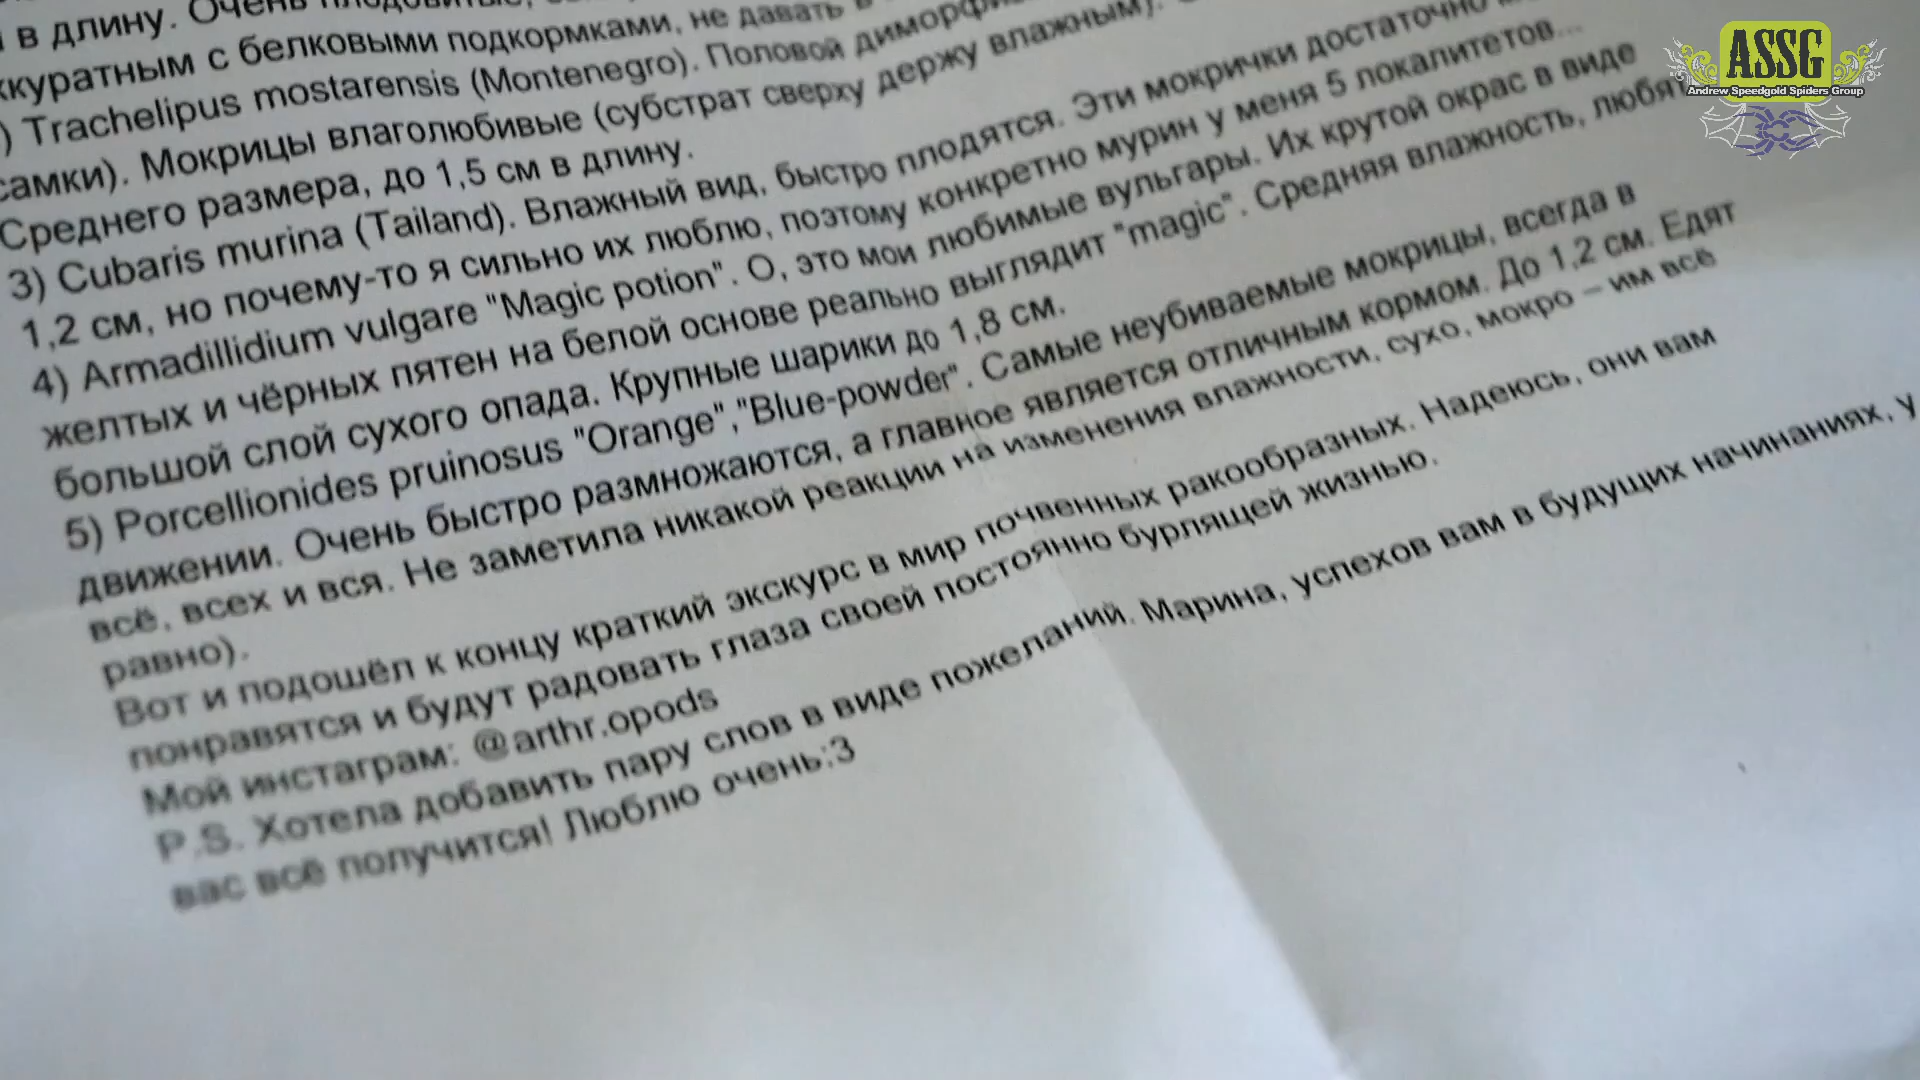 в длину. Очень плодовитые,
ккуратным с белковыми подкормками, не давать в
) Trachelipus mostarensis (Montenegro). Половой диморфи
самки). Мокрицы влаголюбивые (субстрат сверху держу влажным).
Среднего размера, до 1,5 см в длину.
3) Cubaris murina (Tailand). Влажный вид, быстро плодятся. Эти мокрички достаточно
1,2 см, но почему-то я сильно их люблю, поэтому конкретно мурин у меня 5 локалитетов...
4) Armadillidium vulgare "Magic potion". О, это мои любимые вульгары. Их крутой окрас в виде
желтых и чёрных пятен на белой основе реально выглядит "magic". Средняя влажность, любят
большой слой сухого опада. Крупные шарики до 1,8 см.
5) Porcellionides pruinosus "Orange","Blue-powder". Самые неубиваемые мокрицы, всегда в
движении. Очень быстро размножаются, а главное является отличным кормом. До 1,2 см. Едят
всё, всех и вся. Не заметила никакой реакции на изменения влажности, сухо, мокро – им всё
равно).
Вот и подошёл к концу краткий экскурс в мир почвенных ракообразных. Надеюсь, они вам
понравятся и будут радовать глаза своей постоянно бурлящей жизнью.
Мой инстаграм: @arthr.opods
P.S. Хотела добавить пару слов в виде пожеланий. Марина, успехов вам в будущих начинаниях, у
вас всё получится! Люблю очень:3
ASSG
Andrew Speedgold Spiders Group